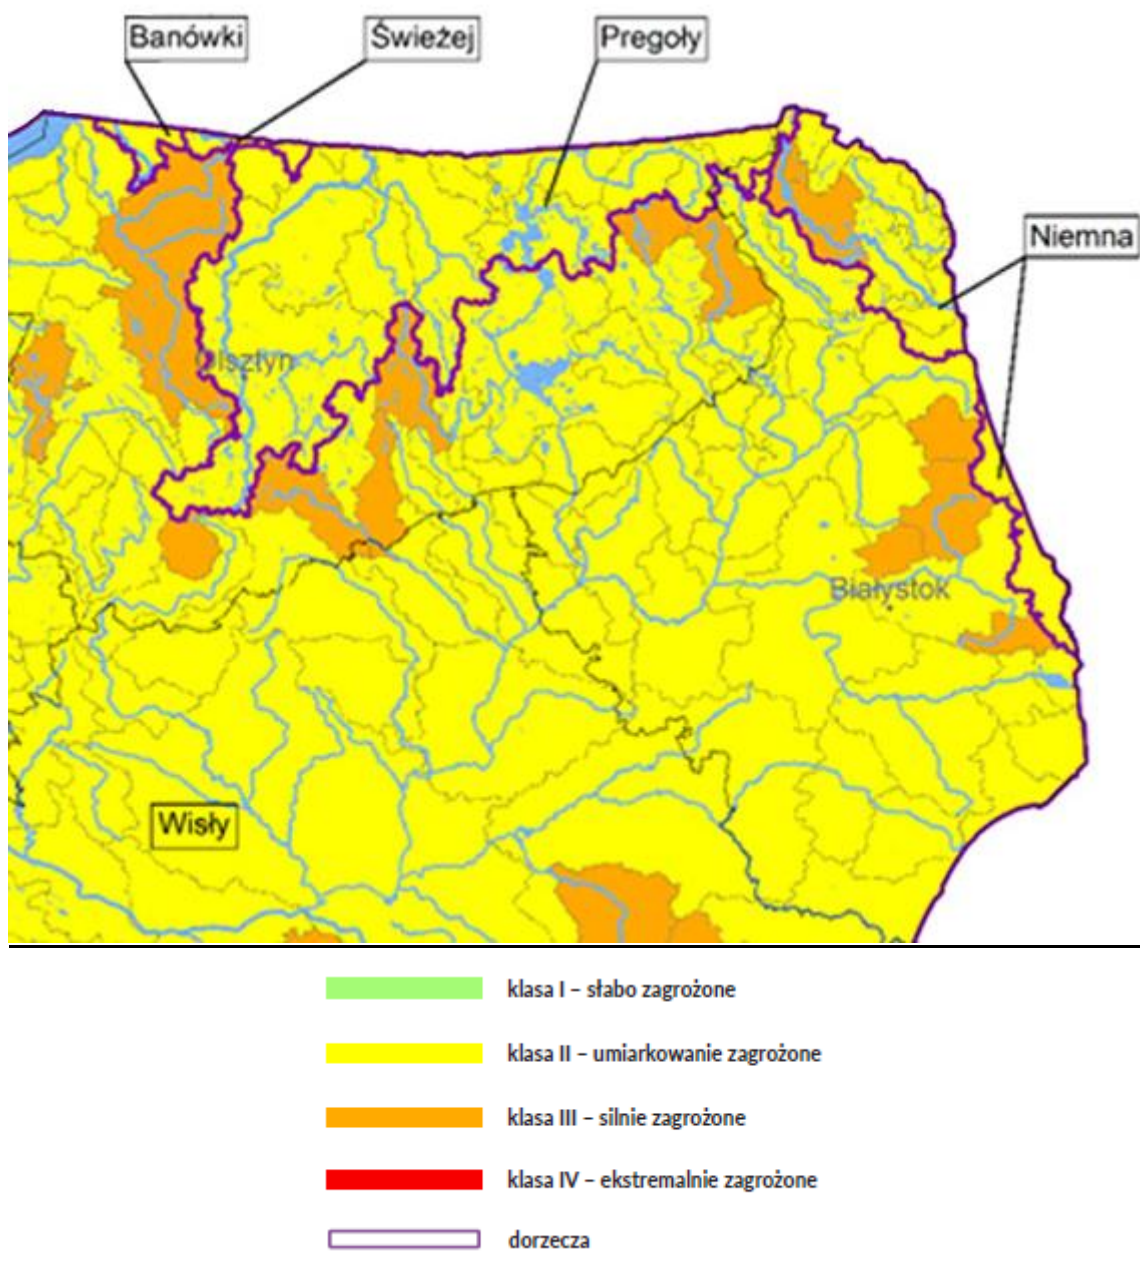 Banówki
Świeżej
Pregoły
Niemna
Olsztyn
Białystok
Wisły
klasa I – słabo zagrożone
klasa II – umiarkowanie zagrożone
klasa III – silnie zagrożone
klasa IV – ekstremalnie zagrożone
dorzecza